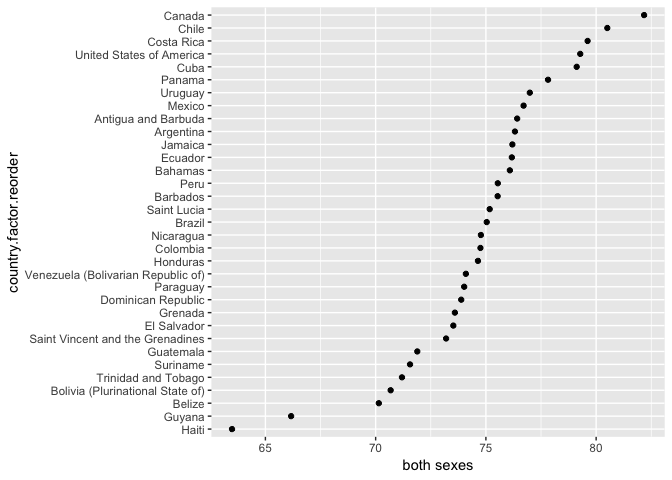 Canada
Chile
Costa Rica
United States of America
Cuba
Panama
Uruguay
Mexico
Antigua and Barbuda
Argentina
Jamaica
Ecuador
Bahamas
Peru
Barbados
Saint Lucia
Brazil
Nicaragua
Colombia
Honduras
Venezuela (Bolivarian Republic of)
Paraguay
Dominican Republic
Grenada
El Salvador
Saint Vincent and the Grenadines
Guatemala
Suriname
Trinidad and Tobago
Bolivia (Plurinational State of)
Belize
Guyana
Haiti
country.factor.reorder
65 70 75 80
both sexes